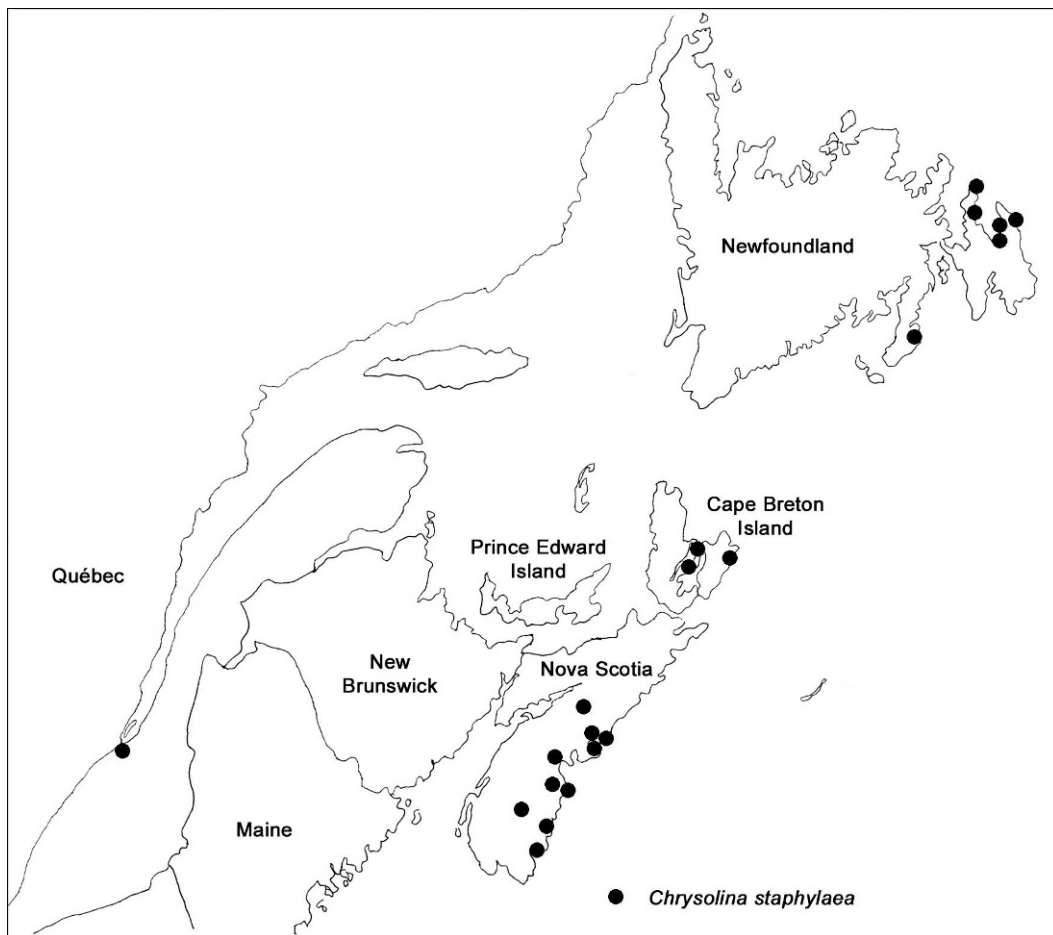 Newfoundland
Cape Breton
Island
Prince Edward
Island
Québec
New
Brunswick
Nova Scotia
Maine
Chrysolina staphylaea